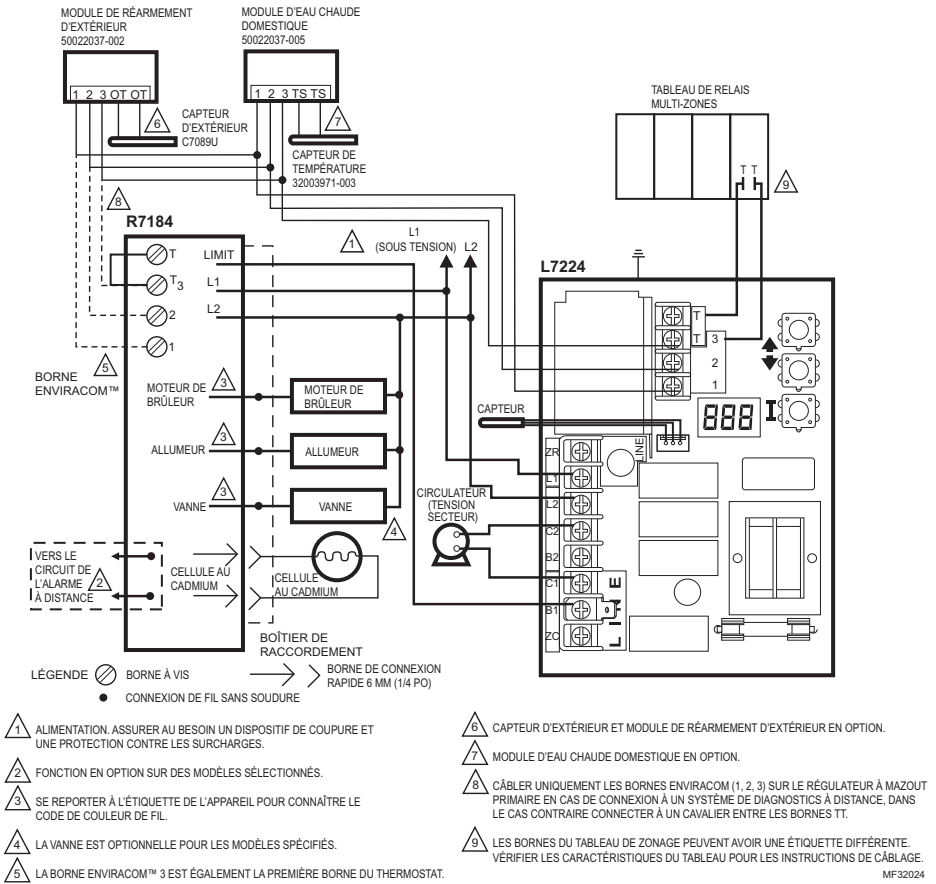 MODULE DE RÉARMEMENT
D'EXTÉRIEUR
50022037-002
MODULE D'EAU CHAUDE
DOMESTIQUE
50022037-005
1 2 3 OT OT
1 2 3 TS TS
6
CAPTEUR
D'EXTÉRIEUR
C7089U
7
CAPTEUR DE
TEMPÉRATURE
32003971-003
TABLEAU DE RELAIS
MULTI-ZONES
T T
9
8
R7184
1
L1
(SOUS TENSION)
L2
L7224
T
LIMIT
T3
L1
2
L2
1
5
BORNE
ENVIRACOM™
T
T
3
2
1
MOTEUR DE
BRÛLEUR
3
MOTEUR DE
BRÛLEUR
CAPTEUR
888
ALLUMEUR
3
ALLUMEUR
LINE
ZR
L1
L2
C2
B2
C1
B1
ZC
LINE
VANNE
3
VANNE
4
CIRCULATEUR
(TENSION
SECTEUR)
VERS LE
CIRCUIT DE
L'ALARME
À DISTANCE
2
CELLULE AU
CADMIUM
CELLULE
AU CADMIUM
BOÎTIER DE
RACCORDEMENT
LÉGENDE
BORNE À VIS
BORNE DE CONNEXION
RAPIDE 6 MM (1/4 PO)
CONNEXION DE FIL SANS SOUDURE
1 ALIMENTATION. ASSURER AU BESOIN UN DISPOSITIF DE COUPURE ET
UNE PROTECTION CONTRE LES SURCHARGES.
2 FONCTION EN OPTION SUR DES MODÈLES SÉLECTIONNÉS.
3 SE REPORTER À L'ÉTIQUETTE DE L'APPAREIL POUR CONNAÎTRE LE
CODE DE COULEUR DE FIL.
4 LA VANNE EST OPTIONNELLE POUR LES MODÈLES SPÉCIFIÉS.
5 LA BORNE ENVIRACOM™ 3 EST ÉGALEMENT LA PREMIÈRE BORNE DU THERMOSTAT.
6 CAPTEUR D'EXTÉRIEUR ET MODULE DE RÉARMEMENT D'EXTÉRIEUR EN OPTION.
7 MODULE D'EAU CHAUDE DOMESTIQUE EN OPTION.
8 CÂBLER UNIQUEMENT LES BORNES ENVIRACOM (1, 2, 3) SUR LE RÉGULATEUR À MAZOUT
PRIMAIRE EN CAS DE CONNEXION À UN SYSTÈME DE DIAGNOSTICS À DISTANCE, DANS
LE CAS CONTRAIRE CONNECTER À UN CAVALIER ENTRE LES BORNES TT.
9 LES BORNES DU TABLEAU DE ZONAGE PEUVENT AVOIR UNE ÉTIQUETTE DIFFÉRENTE.
VÉRIFIER LES CARACTÉRISTIQUES DU TABLEAU POUR LES INSTRUCTIONS DE CÂBLAGE.
MF32024